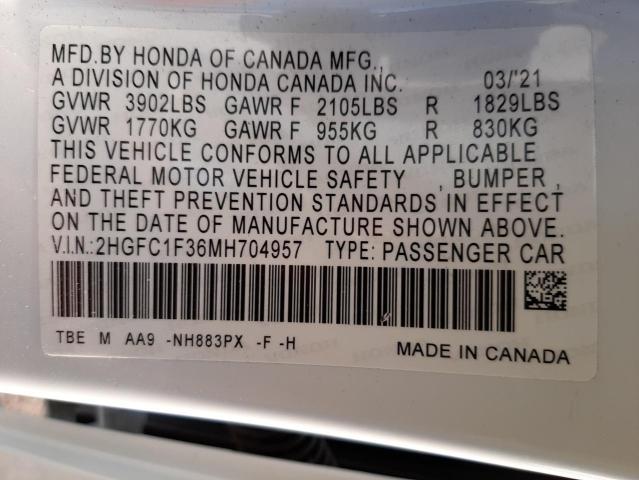 MFD.BY HONDA OF CANADA MFG.,
A DIVISION OF HONDA CANADA INC. 03/'21
GVWR 3902LBS GAWR F 2105LBS R 1829LBS
GVWR 1770KG GAWR F 955KG R 830KG
THIS VEHICLE CONFORMS TO ALL APPLICABLE
FEDERAL MOTOR VEHICLE SAFETY , BUMPER ,
AND THEFT PREVENTION STANDARDS IN EFFECT
ON THE DATE OF MANUFACTURE SHOWN ABOVE.
V.I.N.:2HGFC1F36MH704957 TYPE: PASSENGER CAR
TBE M AA9 -NH883PX -F -H MADE IN CANADA